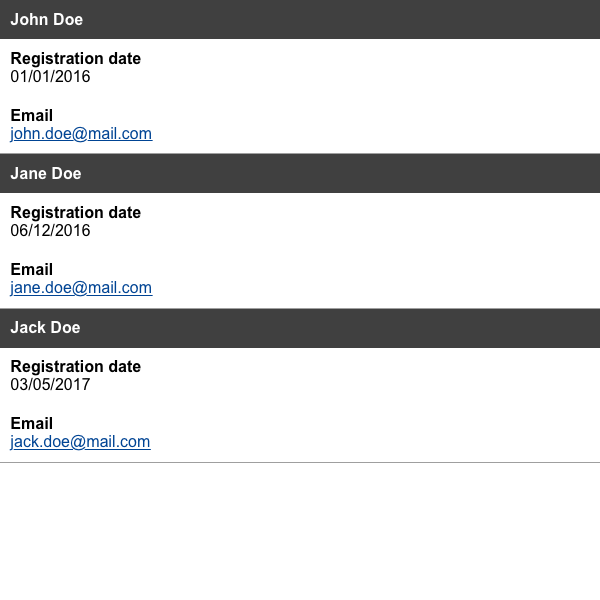 John Doe
Registration date
01/01/2016
Email
john.doe@mail.com
Jane Doe
Registration date
06/12/2016
Email
jane.doe@mail.com
Jack Doe
Registration date
03/05/2017
Email
jack.doe@mail.com